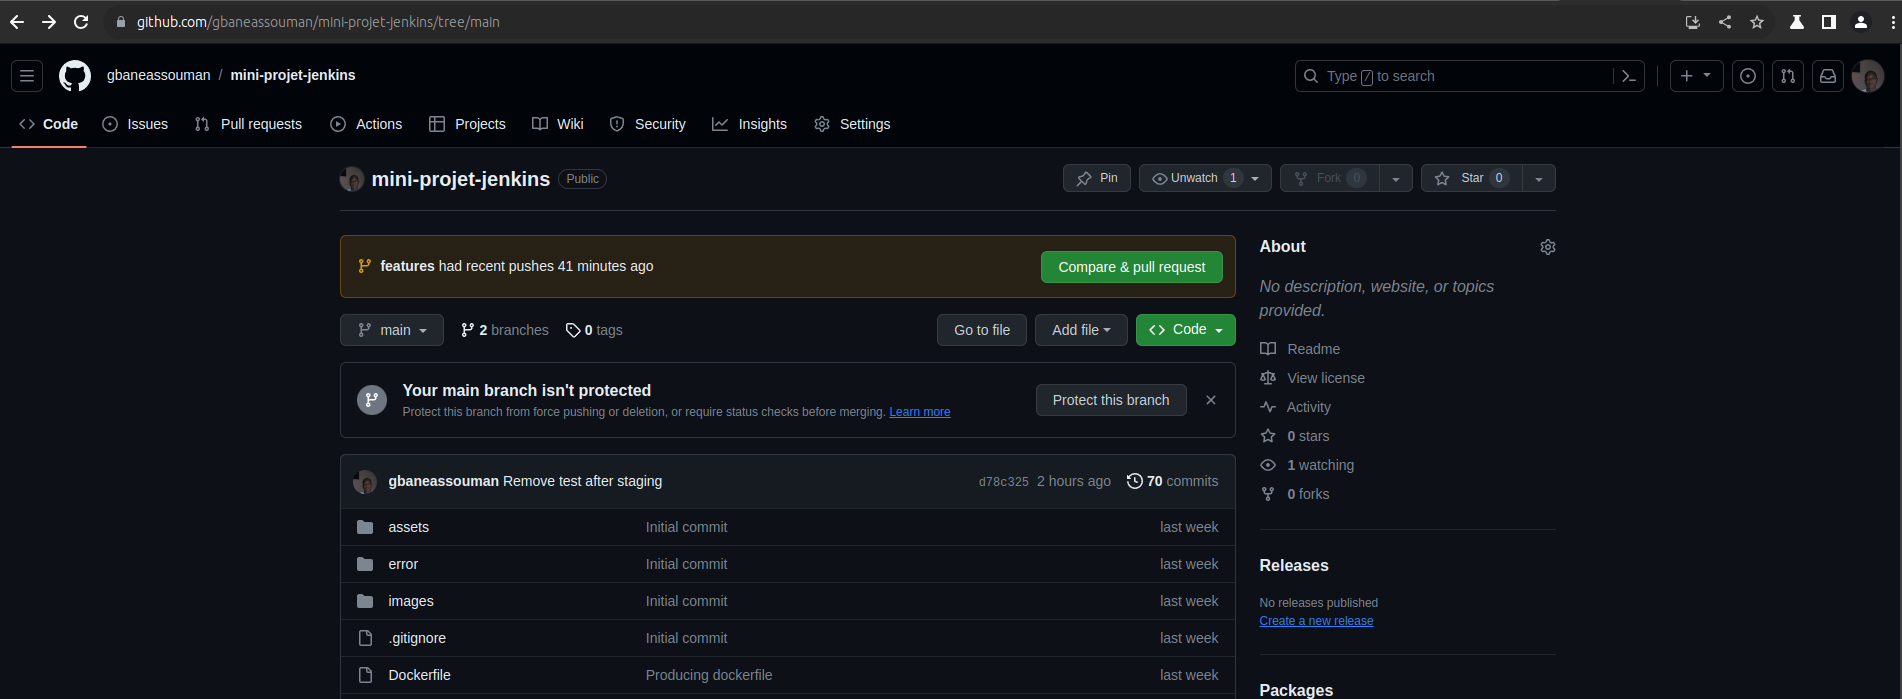 github.com/gbaneassouman/mini-projet-jenkins/tree/main
gbaneassouman / mini-projet-jenkins
Type / to search
Code Issues Pull requests Actions Projects Wiki Security Insights Settings
mini-projet-jenkins Public
Pin Unwatch 1 Fork 0 Star 0
features had recent pushes 41 minutes ago
Compare & pull request
main 2 branches 0 tags
Go to file Add file Code
Your main branch isn't protected
Protect this branch from force pushing or deletion, or require status checks before merging. Learn more
Protect this branch
gbaneassouman Remove test after staging d78c325 2 hours ago 70 commits
assets Initial commit last week
error Initial commit last week
images Initial commit last week
.gitignore Initial commit last week
Dockerfile Producing dockerfile last week
About
No description, website, or topics
provided.
Readme
View license
Activity
0 stars
1 watching
0 forks
Releases
No releases published
Create a new release
Packages